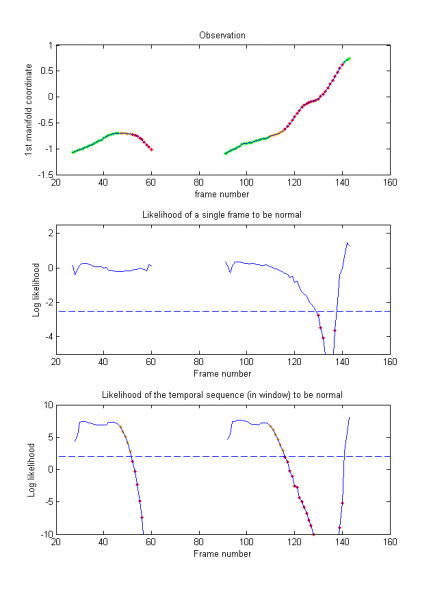 Observation
1
0.5
0
-0.5
-1
-1.5
1st manifold coordinate
20 40 60 80 100 120 140 160
frame number
Likelihood of a single frame to be normal
2
0
-2
-4
Log likelihood
20 40 60 80 100 120 140 160
Frame number
Likelihood of the temporal sequence (in window) to be normal
10
5
0
-5
-10
Log likelihood
20 40 60 80 100 120 140 160
Frame number